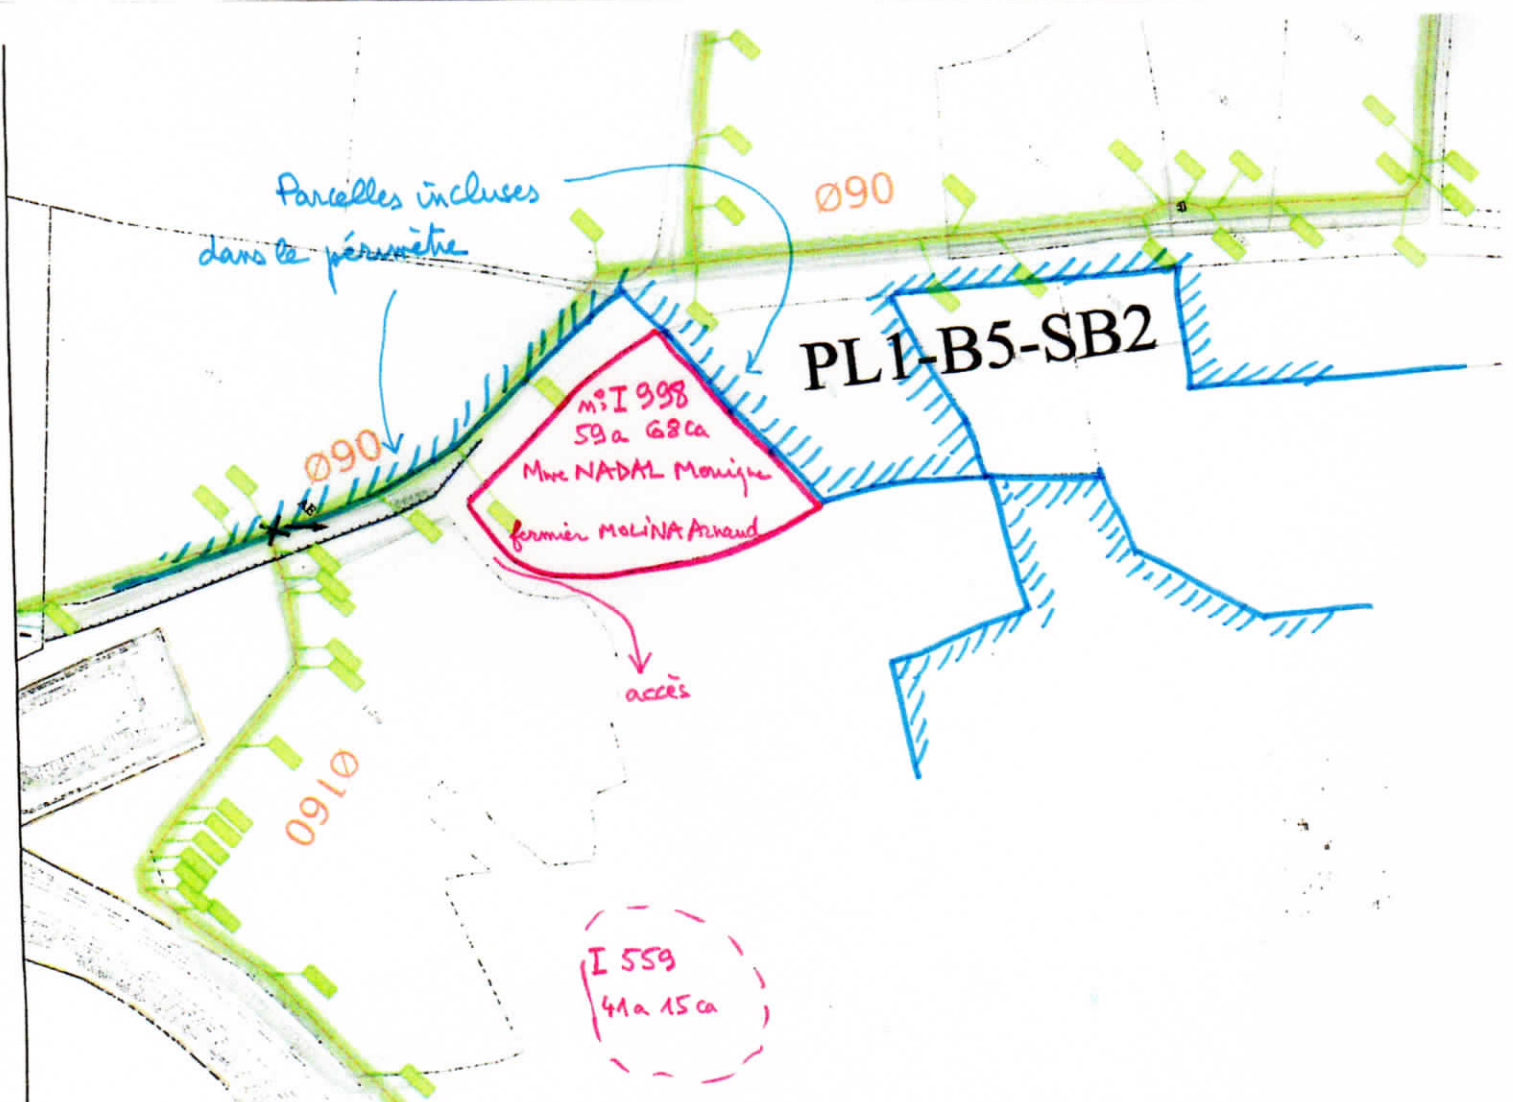 Parcelles incluses
dans le périmètre
Ø90
PL1-B5-SB2
n° I 998
59a 68ca
Mme NADAL Monique
fermier MOLINA Arnaud
Ø90
accès
Ø160
I 559
41a 15ca